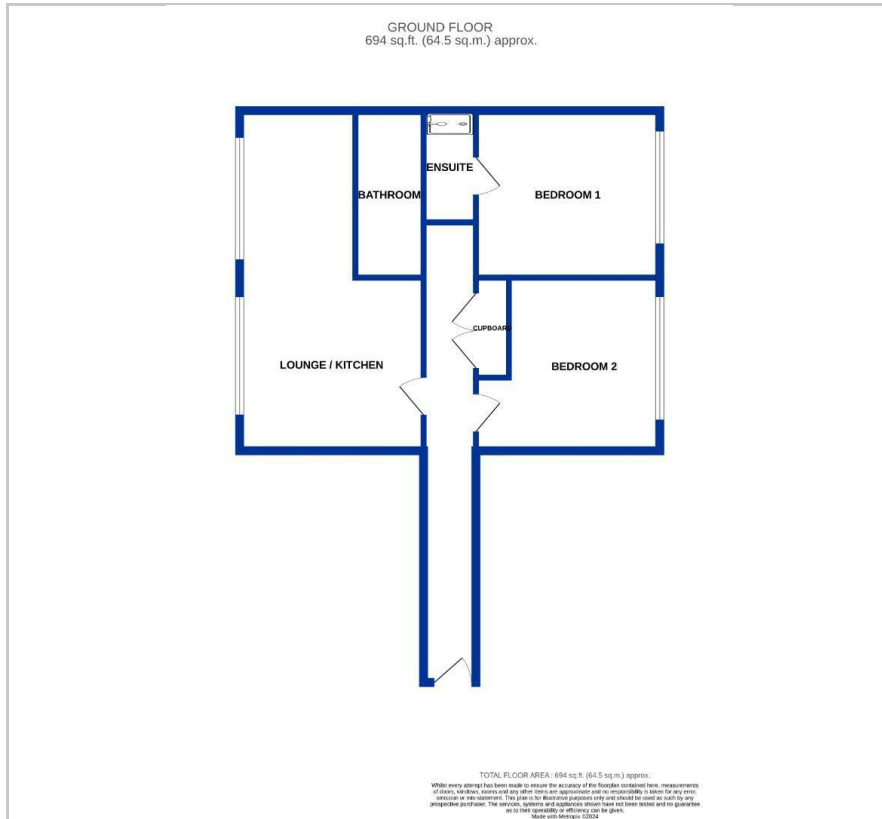 GROUND FLOOR
694 sq.ft. (64.5 sq.m.) approx.
ENSUITE
BATHROOM
BEDROOM 1
CUPBOARD
LOUNGE / KITCHEN
BEDROOM 2
TOTAL FLOOR AREA : 694 sq.ft. (64.5 sq.m.) approx.
Whilst every attempt has been made to ensure the accuracy of the floorplan contained here, measurements
of doors, windows, rooms and any other items are approximate and no responsibility is taken for any error,
omission or mis-statement. This plan is for illustrative purposes only and should be used as such by any
prospective purchaser. The services, systems and appliances shown have not been tested and no guarantee
as to their operability or efficiency can be given.
Made with Metropix ©2024